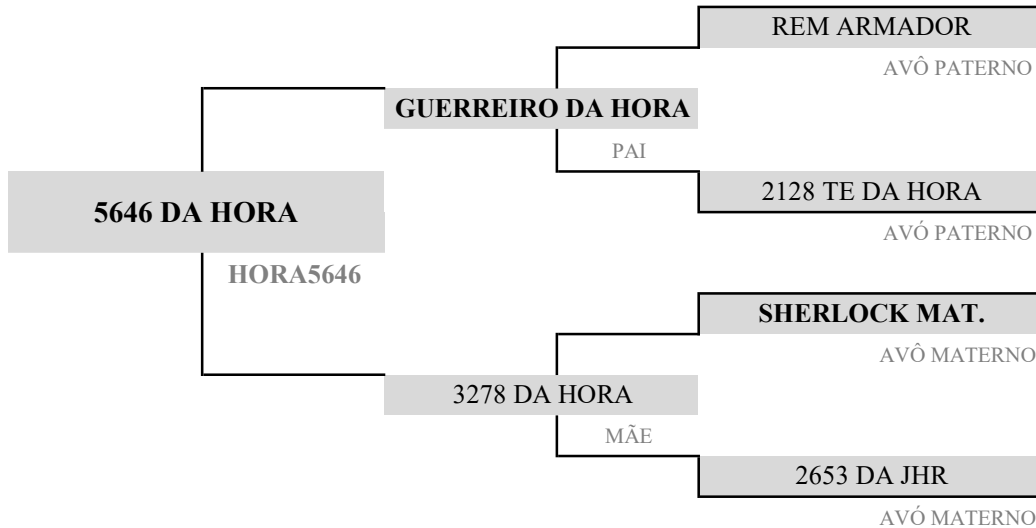 REM ARMADOR
AVÔ PATERNO
GUERREIRO DA HORA
PAI
2128 TE DA HORA
AVÓ PATERNO
5646 DA HORA
HORA5646
SHERLOCK MAT.
AVÔ MATERNO
3278 DA HORA
MÃE
2653 DA JHR
AVÓ MATERNO